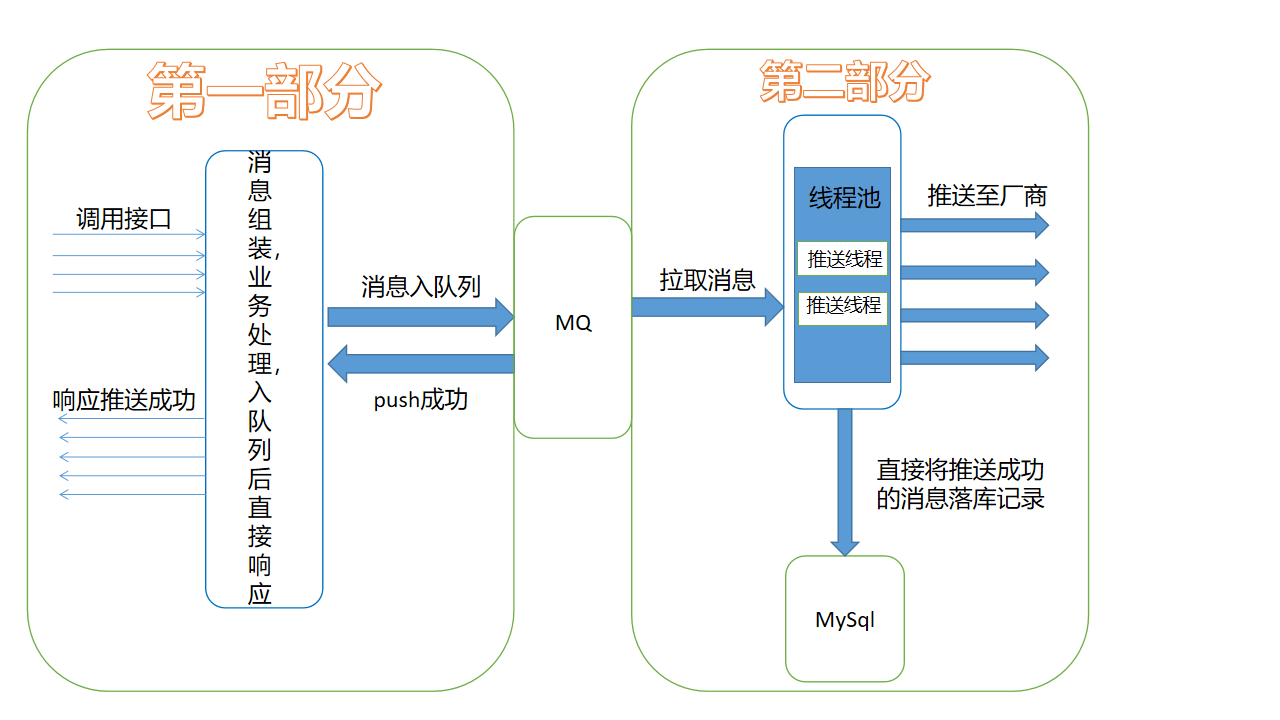 第一部分
调用接口
响应推送成功
消
息
组
装,
业
务
处
理,
入
队
列
后
直
接
响
应
消息入队列
push成功
MQ
第二部分
拉取消息
线程池
推送线程
推送线程
推送至厂商
直接将推送成功
的消息落库记录
MySql